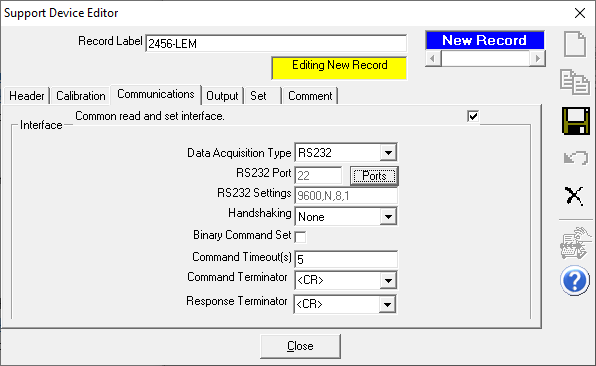 Support Device Editor
Record Label 2456-LEM
New Record
Editing New Record
Header Calibration Communications Output Set Comment
Common read and set interface.
Interface
Data Acquisition Type RS232
RS232 Port 22 Ports
RS232 Settings 9600,N,8,1
Handshaking None
Binary Command Set
Command Timeout(s) 5
Command Terminator <CR>
Response Terminator <CR>
Close